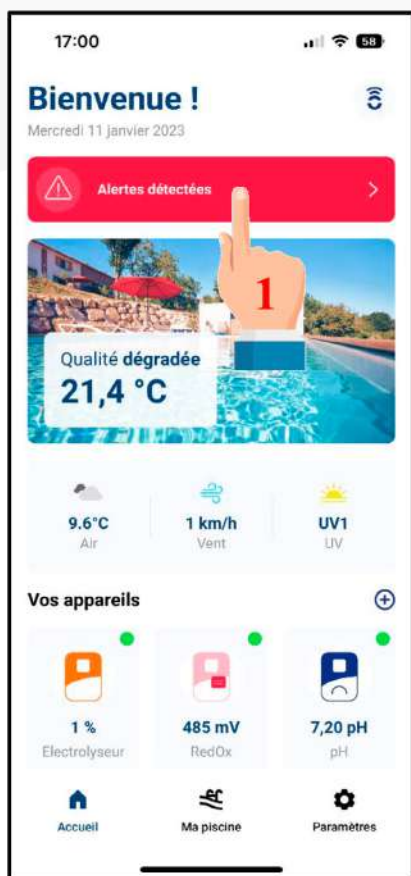 17:00
58
Bienvenue !
Mercredi 11 janvier 2023
Alertes détectées
1
Qualité dégradée
21,4 °C
9.6°C
1 km/h
UV1
Air
Vent
UV
Vos appareils
1 %
485 mV
7,20 pH
Electrolyseur
RedOx
pH
Accueil
Ma piscine
Paramètres